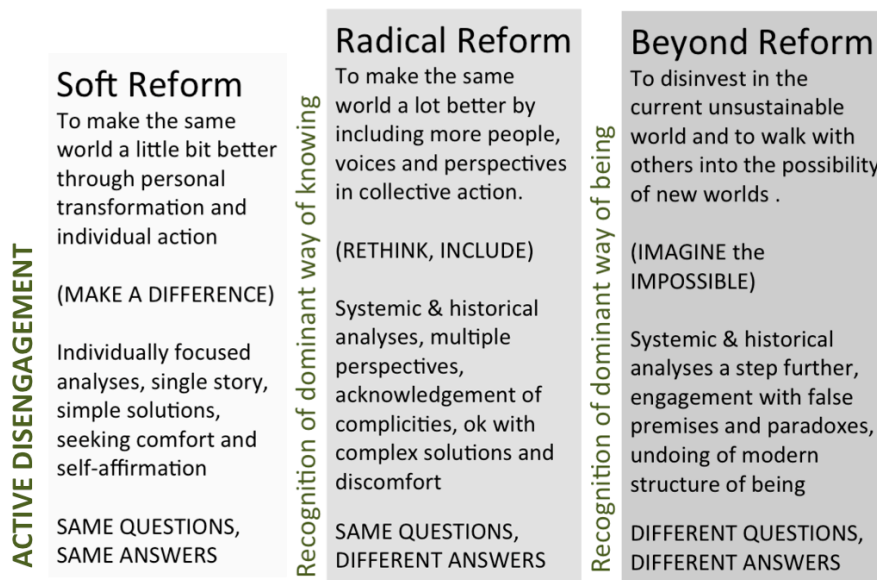 ACTIVE DISENGAGEMENT
Soft Reform
To make the same
world a little bit better
through personal
transformation and
individual action
(MAKE A DIFFERENCE)
Individually focused
analyses, single story,
simple solutions,
seeking comfort and
self-affirmation
SAME QUESTIONS,
SAME ANSWERS
Recognition of dominant way of knowing
Radical Reform
To make the same
world a lot better by
including more people,
voices and perspectives
in collective action.
(RETHINK, INCLUDE)
Systemic & historical
analyses, multiple
perspectives,
acknowledgement of
complicities, ok with
complex solutions and
discomfort
SAME QUESTIONS,
DIFFERENT ANSWERS
Recognition of dominant way of being
Beyond Reform
To disinvest in the
current unsustainable
world and to walk with
others into the possibility
of new worlds .
(IMAGINE the
IMPOSSIBLE)
Systemic & historical
analyses a step further,
engagement with false
premises and paradoxes,
undoing of modern
structure of being
DIFFERENT QUESTIONS,
DIFFERENT ANSWERS